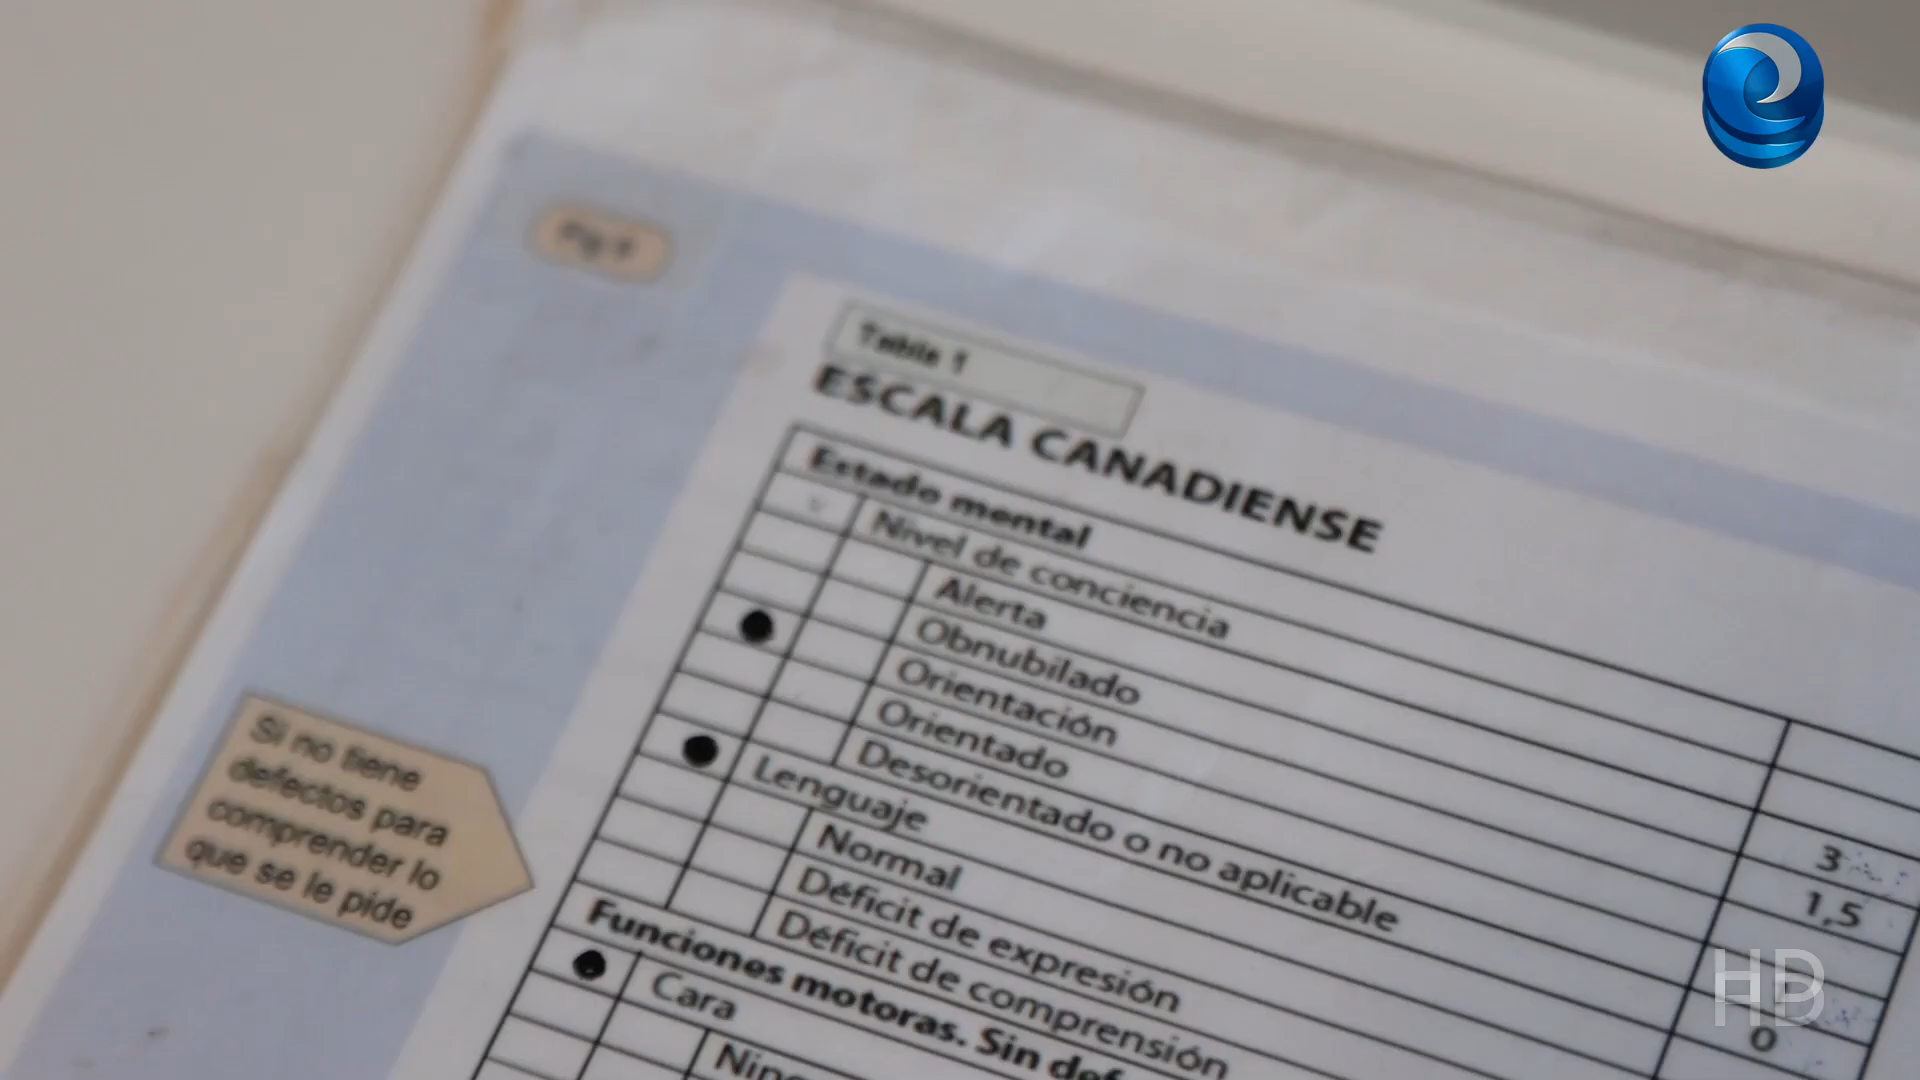 Tabla 1
ESCALA CANADIENSE
Estado mental
Nivel de conciencia
Alerta
Obnubilado
Orientación
Orientado
Desorientado o no aplicable
Lenguaje
Normal
Déficit de expresión
Déficit de comprensión
Funciones motoras. Sin
Cara
3
1,5
0
Si no tiene
defectos para
comprender lo
que se le pide
HD